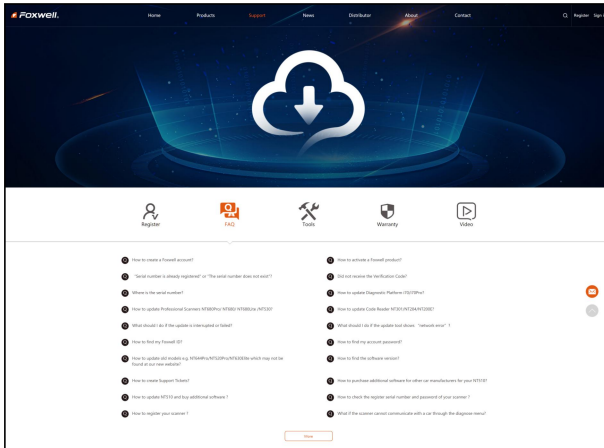 Foxwell.
Home
Products
Support
News
Distributor
About
Contact
Register
Sign i
Register
FAQ
Tools
Warranty
Video
How to create a Foxwell account?
How to activate a Foxwell product?
"Serial number is already registered" or "The serial number does not exist"?
Did not receive the Verification Code?
Where is the serial number?
How to update Diagnostic Platform i70/i70Pro?
How to update Professional Scanners NT680Pro/ NT680/ NT680Lite /NT530?
How to update Code Reader NT301/NT204/NT200E?
What should I do if the update is interrupted or failed?
What should I do if the update tool shows "network error" ?
How to find my Foxwell ID?
How to find my account password?
How to update old models e.g. NT644Pro/NT520Pro/NT630Elite which may not be
found at our new website?
How to find the software version?
How to create Support Tickets?
How to purchase additional software for other car manufacturers for your NT510?
How to update NT510 and buy additional software ?
How to check the register serial number and password of your scanner ?
How to register your scanner ?
What if the scanner cannot communicate with a car through the diagnose menu?